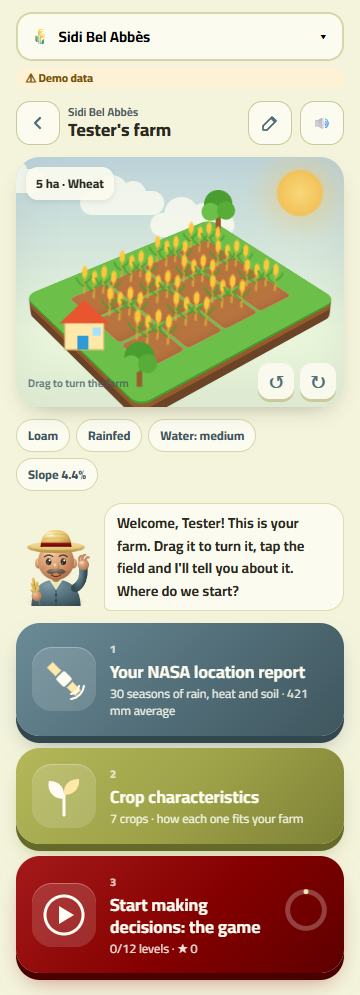 Sidi Bel Abbès
⚠ Demo data
Sidi Bel Abbès
Tester's farm
5 ha · Wheat
Drag to turn the farm
Loam
Rainfed
Water: medium
Slope 4.4%
Welcome, Tester! This is your
farm. Drag it to turn it, tap the
field and I'll tell you about it.
Where do we start?
1
Your NASA location report
30 seasons of rain, heat and soil · 421
mm average
2
Crop characteristics
7 crops · how each one fits your farm
3
Start making
decisions: the game
0/12 levels · ★ 0